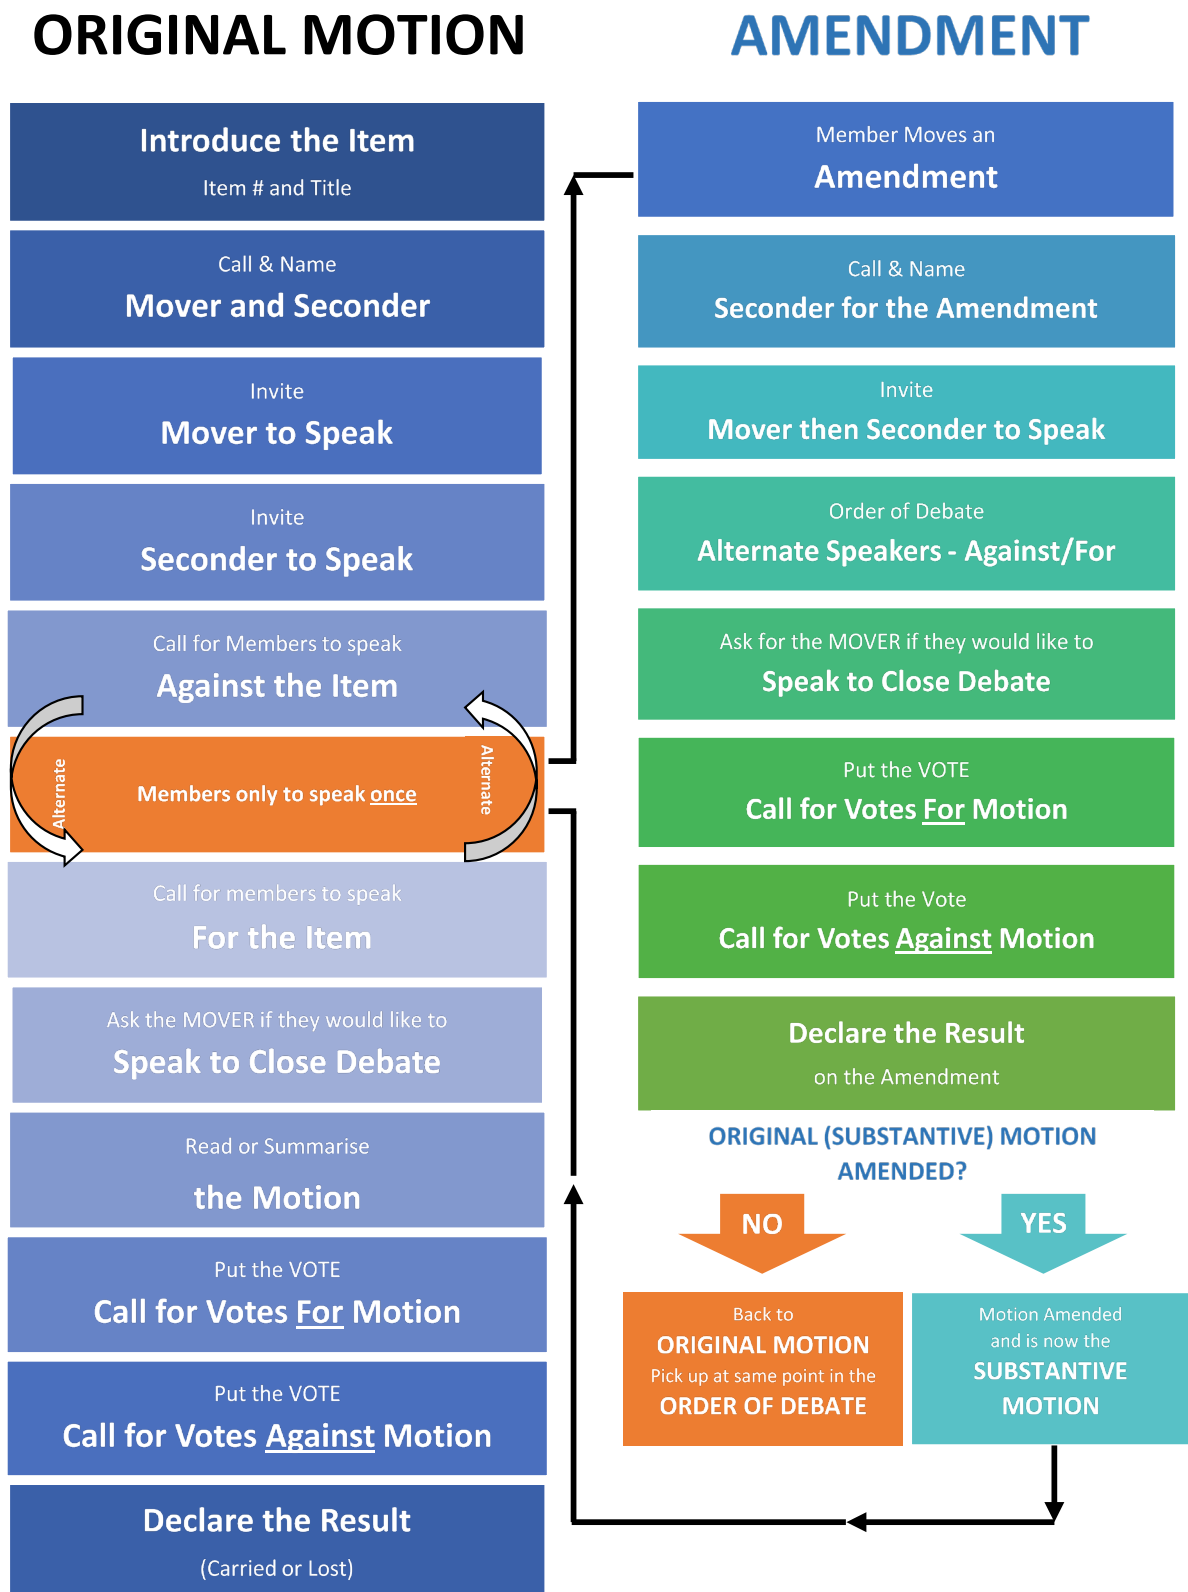 ORIGINAL MOTION
Introduce the Item
Item # and Title
Call & Name
Mover and Seconder
Invite
Mover to Speak
Invite
Seconder to Speak
Call for Members to speak
Against the Item
Alternate
Members only to speak once
Alternate
Call for members to speak
For the Item
Ask the MOVER if they would like to
Speak to Close Debate
Read or Summarise
the Motion
Put the VOTE
Call for Votes For Motion
Put the VOTE
Call for Votes Against Motion
Declare the Result
(Carried or Lost)
AMENDMENT
Member Moves an
Amendment
Call & Name
Seconder for the Amendment
Invite
Mover then Seconder to Speak
Order of Debate
Alternate Speakers - Against/For
Ask for the MOVER if they would like to
Speak to Close Debate
Put the VOTE
Call for Votes For Motion
Put the Vote
Call for Votes Against Motion
Declare the Result
on the Amendment
ORIGINAL (SUBSTANTIVE) MOTION
AMENDED?
NO
Back to
ORIGINAL MOTION
Pick up at same point in the
ORDER OF DEBATE
YES
Motion Amended
and is now the
SUBSTANTIVE
MOTION